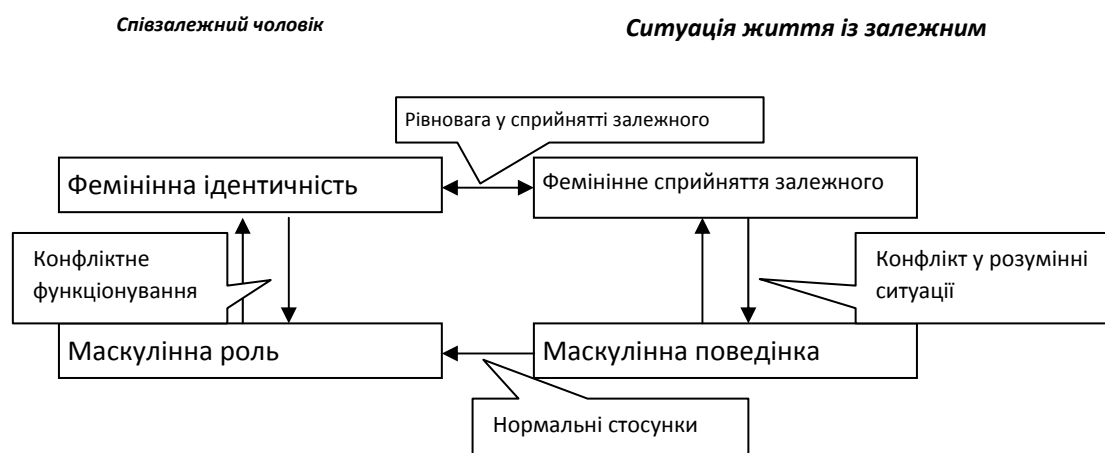 Співзалежний чоловік
Ситуація життя із залежним
Рівновага у сприйнятті залежного
Фемінінна ідентичність
Фемінінне сприйняття залежного
Конфліктне
функціонування
Конфлікт у розумінні
ситуації
Маскулінна роль
Маскулінна поведінка
Нормальні стосунки